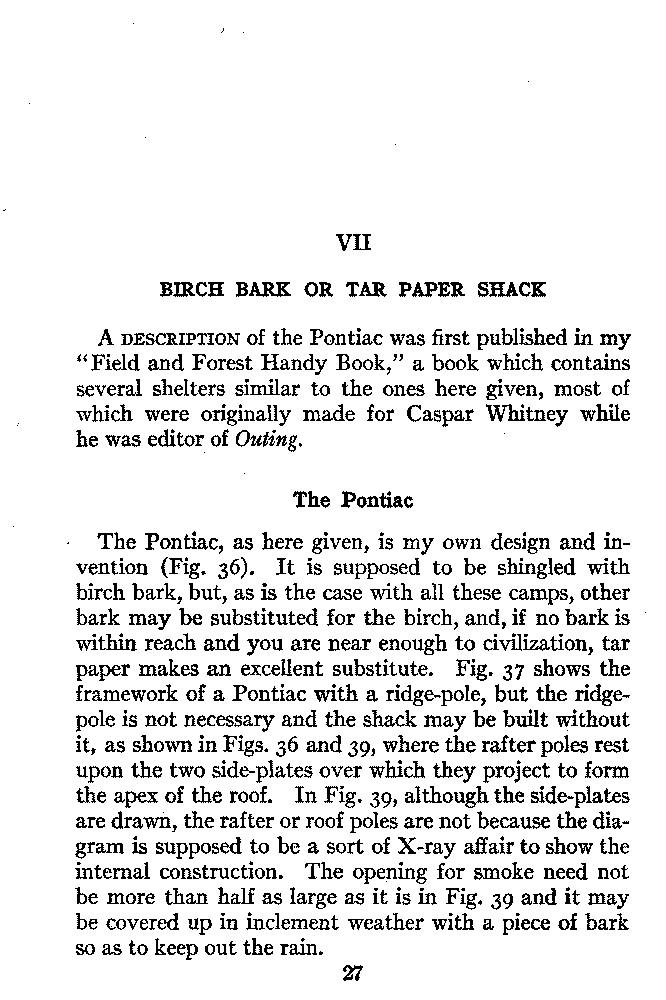 VII
BIRCH BARK OR TAR PAPER SHACK
A DESCRIPTION of the Pontiac was first published in my
"Field and Forest Handy Book," a book which contains
several shelters similar to the ones here given, most of
which were originally made for Caspar Whitney while
he was editor of Outing.
The Pontiac
The Pontiac, as here given, is my own design and in-
vention (Fig. 36). It is supposed to be shingled with
birch bark, but, as is the case with all these camps, other
bark may be substituted for the birch, and, if no bark is
within reach and you are near enough to civilization, tar
paper makes an excellent substitute. Fig. 37 shows the
framework of a Pontiac with a ridge-pole, but the ridge-
pole is not necessary and the shack may be built without
it, as shown in Figs. 36 and 39, where the rafter poles rest
upon the two side-plates over which they project to form
the apex of the roof. In Fig. 39, although the side-plates
are drawn, the rafter or roof poles are not because the dia-
gram is supposed to be a sort of X-ray affair to show the
internal construction. The opening for smoke need not
be more than half as large as it is in Fig. 39 and it may
be covered up in inclement weather with a piece of bark
so as to keep out the rain.
27